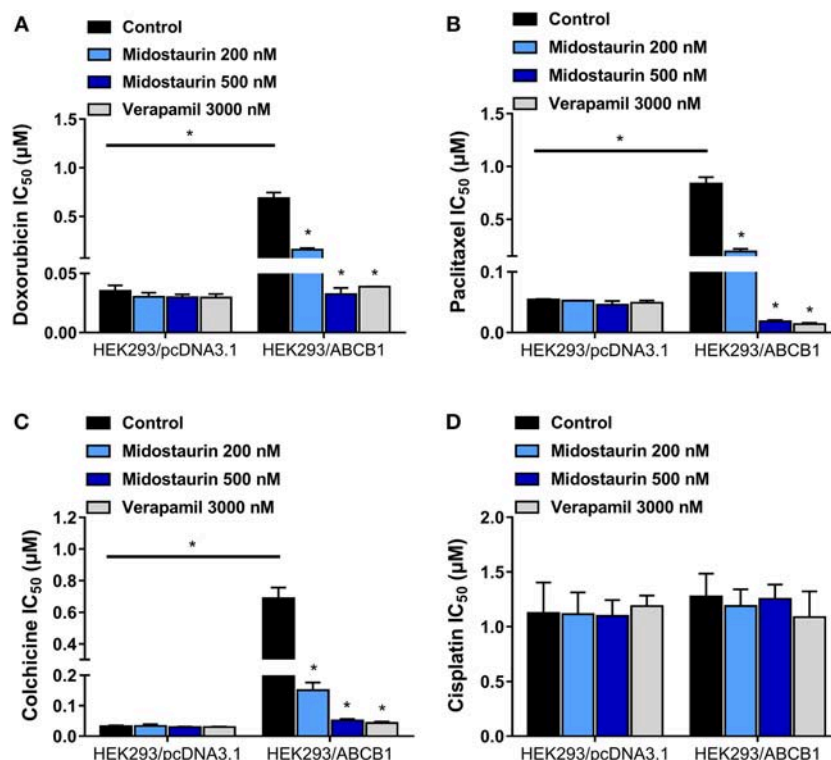 A
Control
Midostaurin 200 nM
Midostaurin 500 nM
Verapamil 3000 nM
Doxorubicin IC50 (µM)
1.5
1.0
0.5
0.05
0.00
*
*
*
*
HEK293/pcDNA3.1
HEK293/ABCB1
B
Control
Midostaurin 200 nM
Midostaurin 500 nM
Verapamil 3000 nM
Paclitaxel IC50 (µM)
1.5
1.0
0.5
0.1
0.0
*
*
*
*
HEK293/pcDNA3.1
HEK293/ABCB1
C
Control
Midostaurin 200 nM
Midostaurin 500 nM
Verapamil 3000 nM
Colchicine IC50 (µM)
1.2
1.0
0.8
0.6
0.4
0.2
0.1
0.0
*
*
*
*
HEK293/pcDNA3.1
HEK293/ABCB1
D
Control
Midostaurin 200 nM
Midostaurin 500 nM
Verapamil 3000 nM
Cisplatin IC50 (µM)
2.0
1.5
1.0
0.5
0.0
HEK293/pcDNA3.1
HEK293/ABCB1